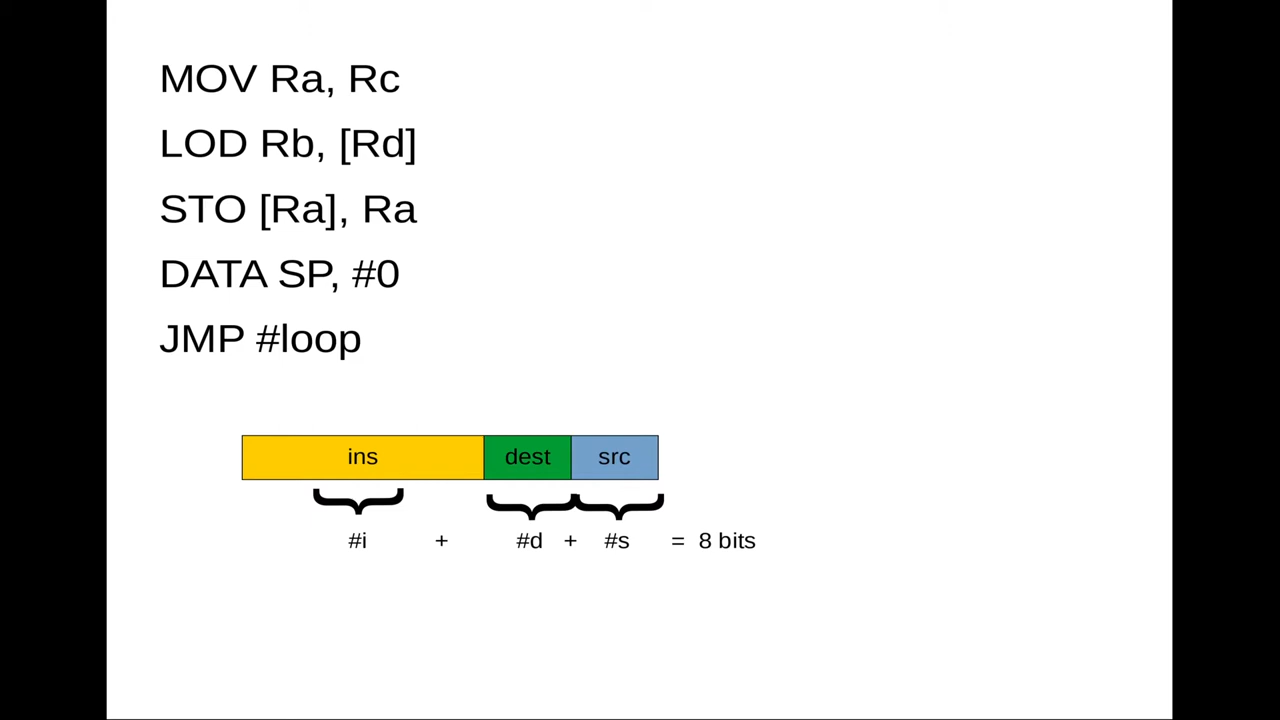 MOV Ra, Rc
LOD Rb, [Rd]
STO [Ra], Ra
DATA SP, #0
JMP #loop
ins dest src
#i + #d + #s = 8 bits